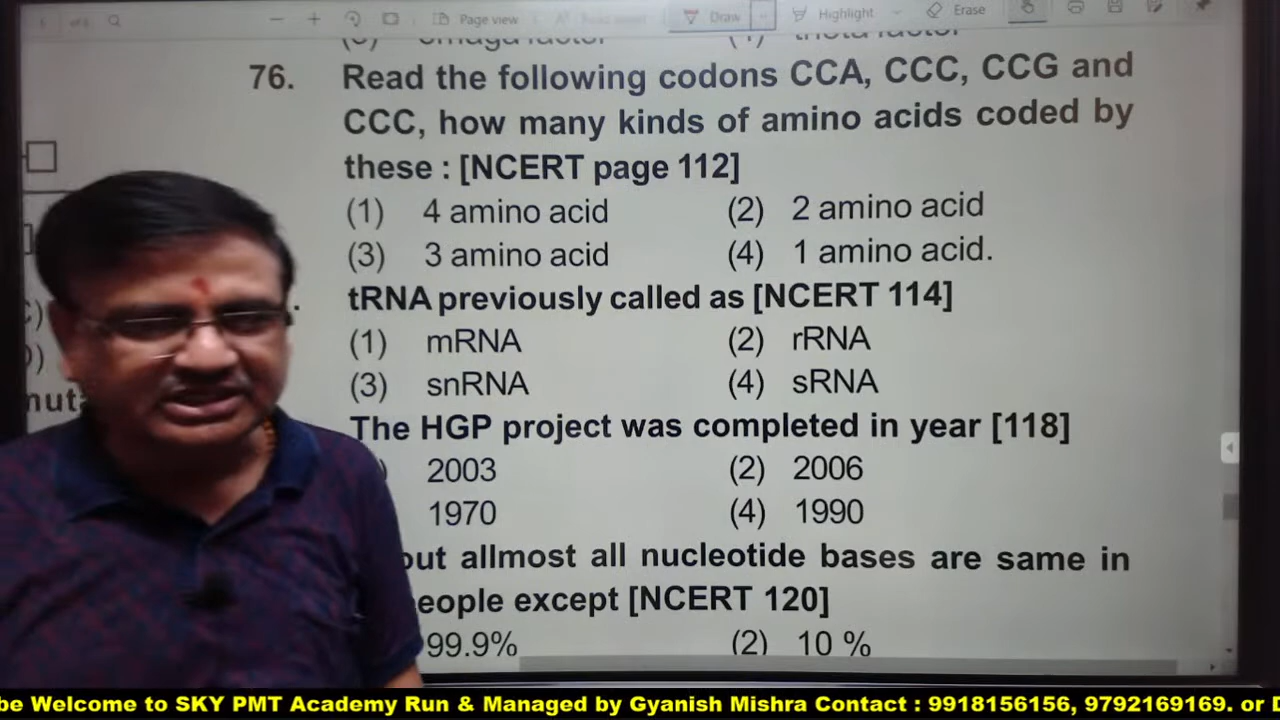 Page view
Draw
Highlight
Erase
76. Read the following codons CCA, CCC, CCG and
CCC, how many kinds of amino acids coded by
these : [NCERT page 112]
(1) 4 amino acid (2) 2 amino acid
(3) 3 amino acid (4) 1 amino acid.
tRNA previously called as [NCERT 114]
(1) mRNA (2) rRNA
(3) snRNA (4) sRNA
The HGP project was completed in year [118]
2003 (2) 2006
1970 (4) 1990
allmost all nucleotide bases are same in
except [NCERT 120]
99.9% (2) 10 %
Welcome to SKY PMT Academy Run & Managed by Gyanish Mishra Contact : 9918156156, 9792169169. or